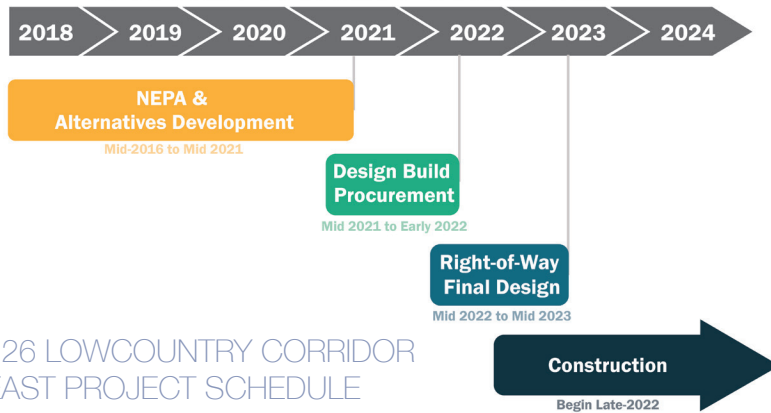 2018 2019 2020 2021 2022 2023 2024
NEPA &
Alternatives Development
Mid-2016 to Mid 2021
Design Build
Procurement
Mid 2021 to Early 2022
Right-of-Way
Final Design
Mid 2022 to Mid 2023
26 LOWCOUNTRY CORRIDOR
EAST PROJECT SCHEDULE
Construction
Begin Late-2022